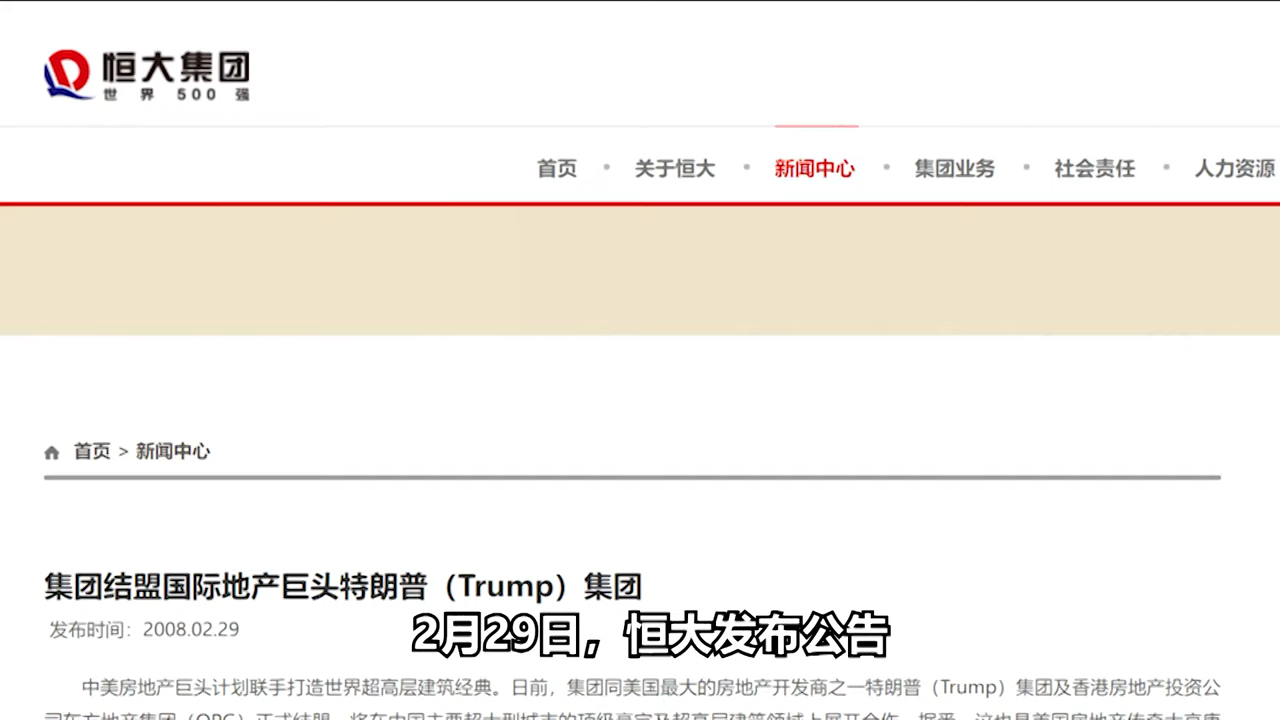 恒大集团
世界500强
首页 • 关于恒大 • 新闻中心 • 集团业务 • 社会责任 • 人力资源
首页 > 新闻中心
集团结盟国际地产巨头特朗普（Trump）集团
发布时间：2008.02.29
2月29日，恒大发布公告
中美房地产巨头计划联手打造世界超高层建筑经典。日前，集团同美国最大的房地产开发商之一特朗普（Trump）集团及香港房地产投资公